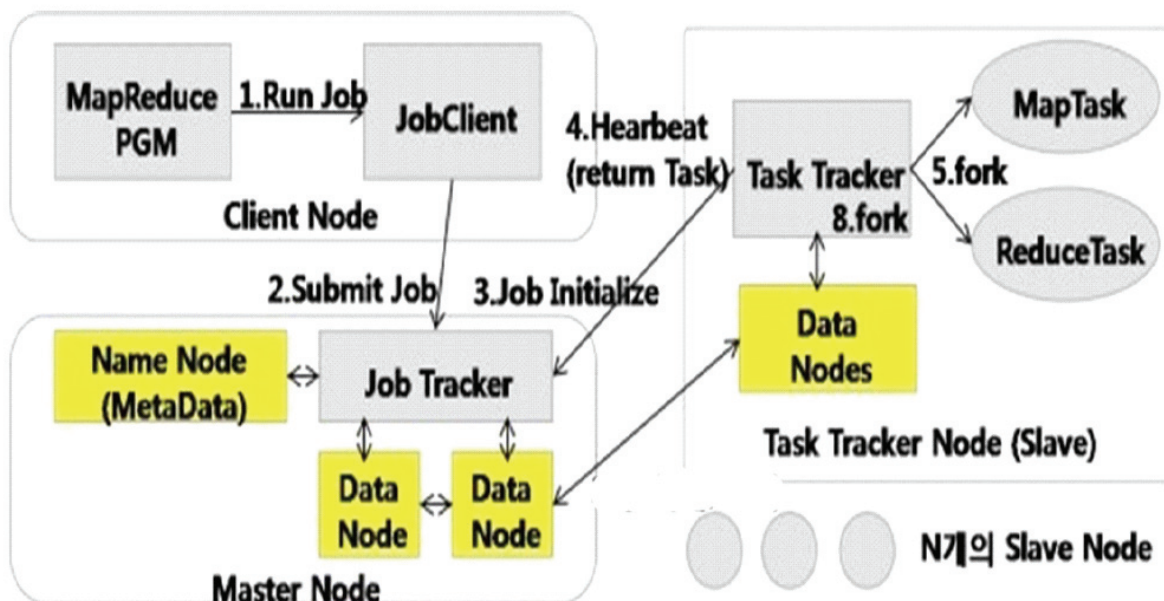 MapReduce
PGM
1.Run Job
JobClient
Client Node
4.Hearbeat
(return Task)
Task Tracker
8.fork
5.fork
MapTask
ReduceTask
2.Submit Job
3.Job Initialize
Name Node
(MetaData)
Job Tracker
Data
Node
Data
Node
Master Node
Data
Nodes
Task Tracker Node (Slave)
N개의 Slave Node